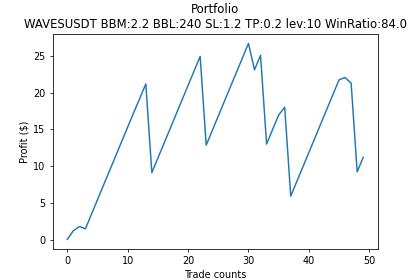 Portfolio
WAVESUSDT BBM:2.2 BBL:240 SL:1.2 TP:0.2 lev:10 WinRatio:84.0
25
20
15
10
5
0
Profit ($)
0 10 20 30 40 50
Trade counts